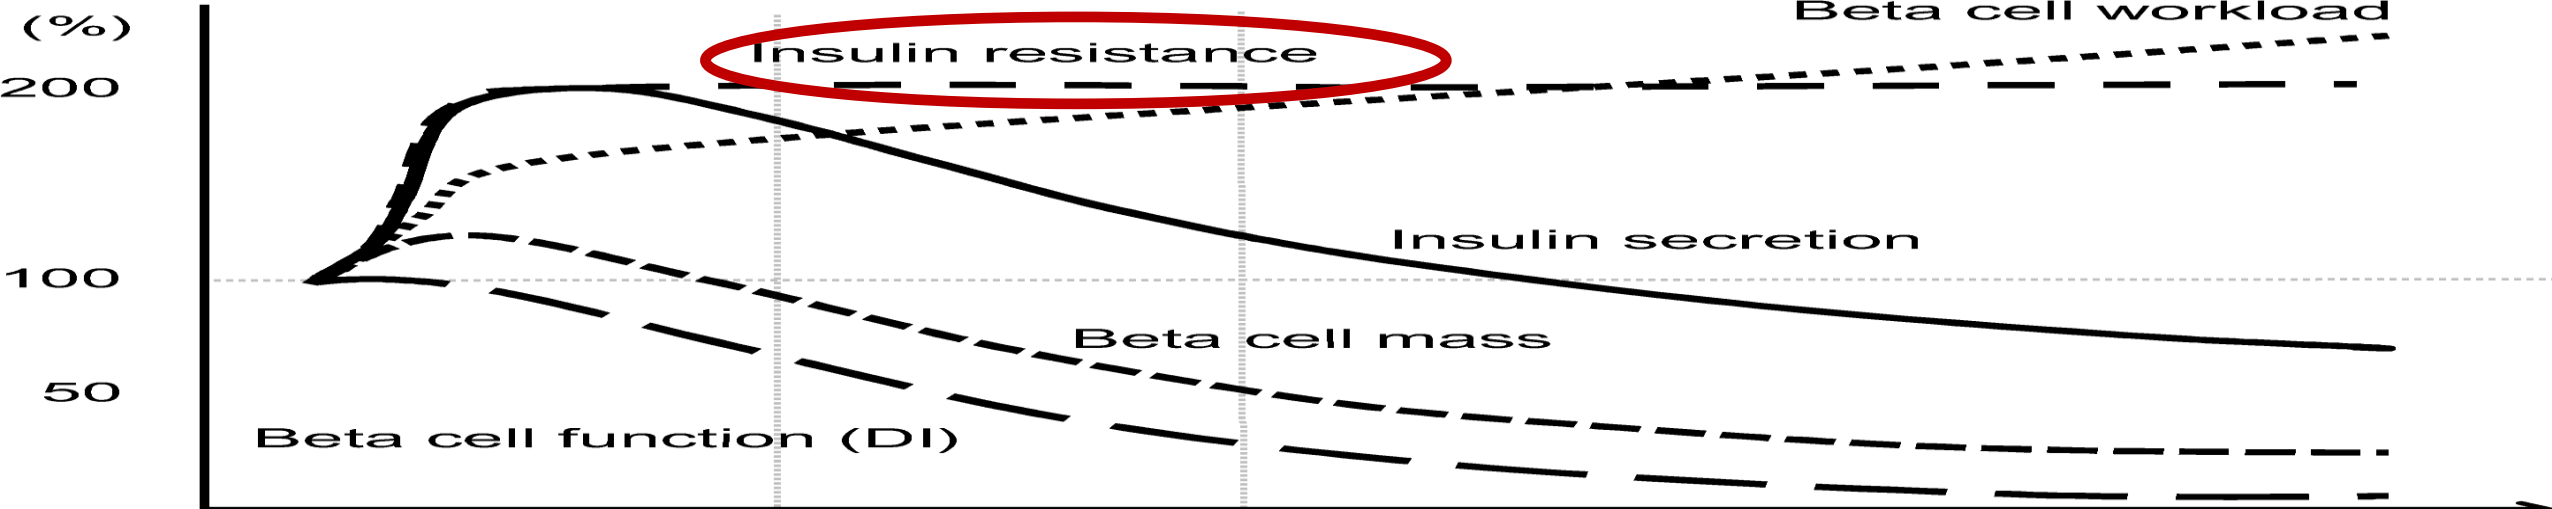 Beta cell workload
(%)
Insulin resistance
200
Insulin secretion
100
Beta cell mass
50
Beta cell function (DI)